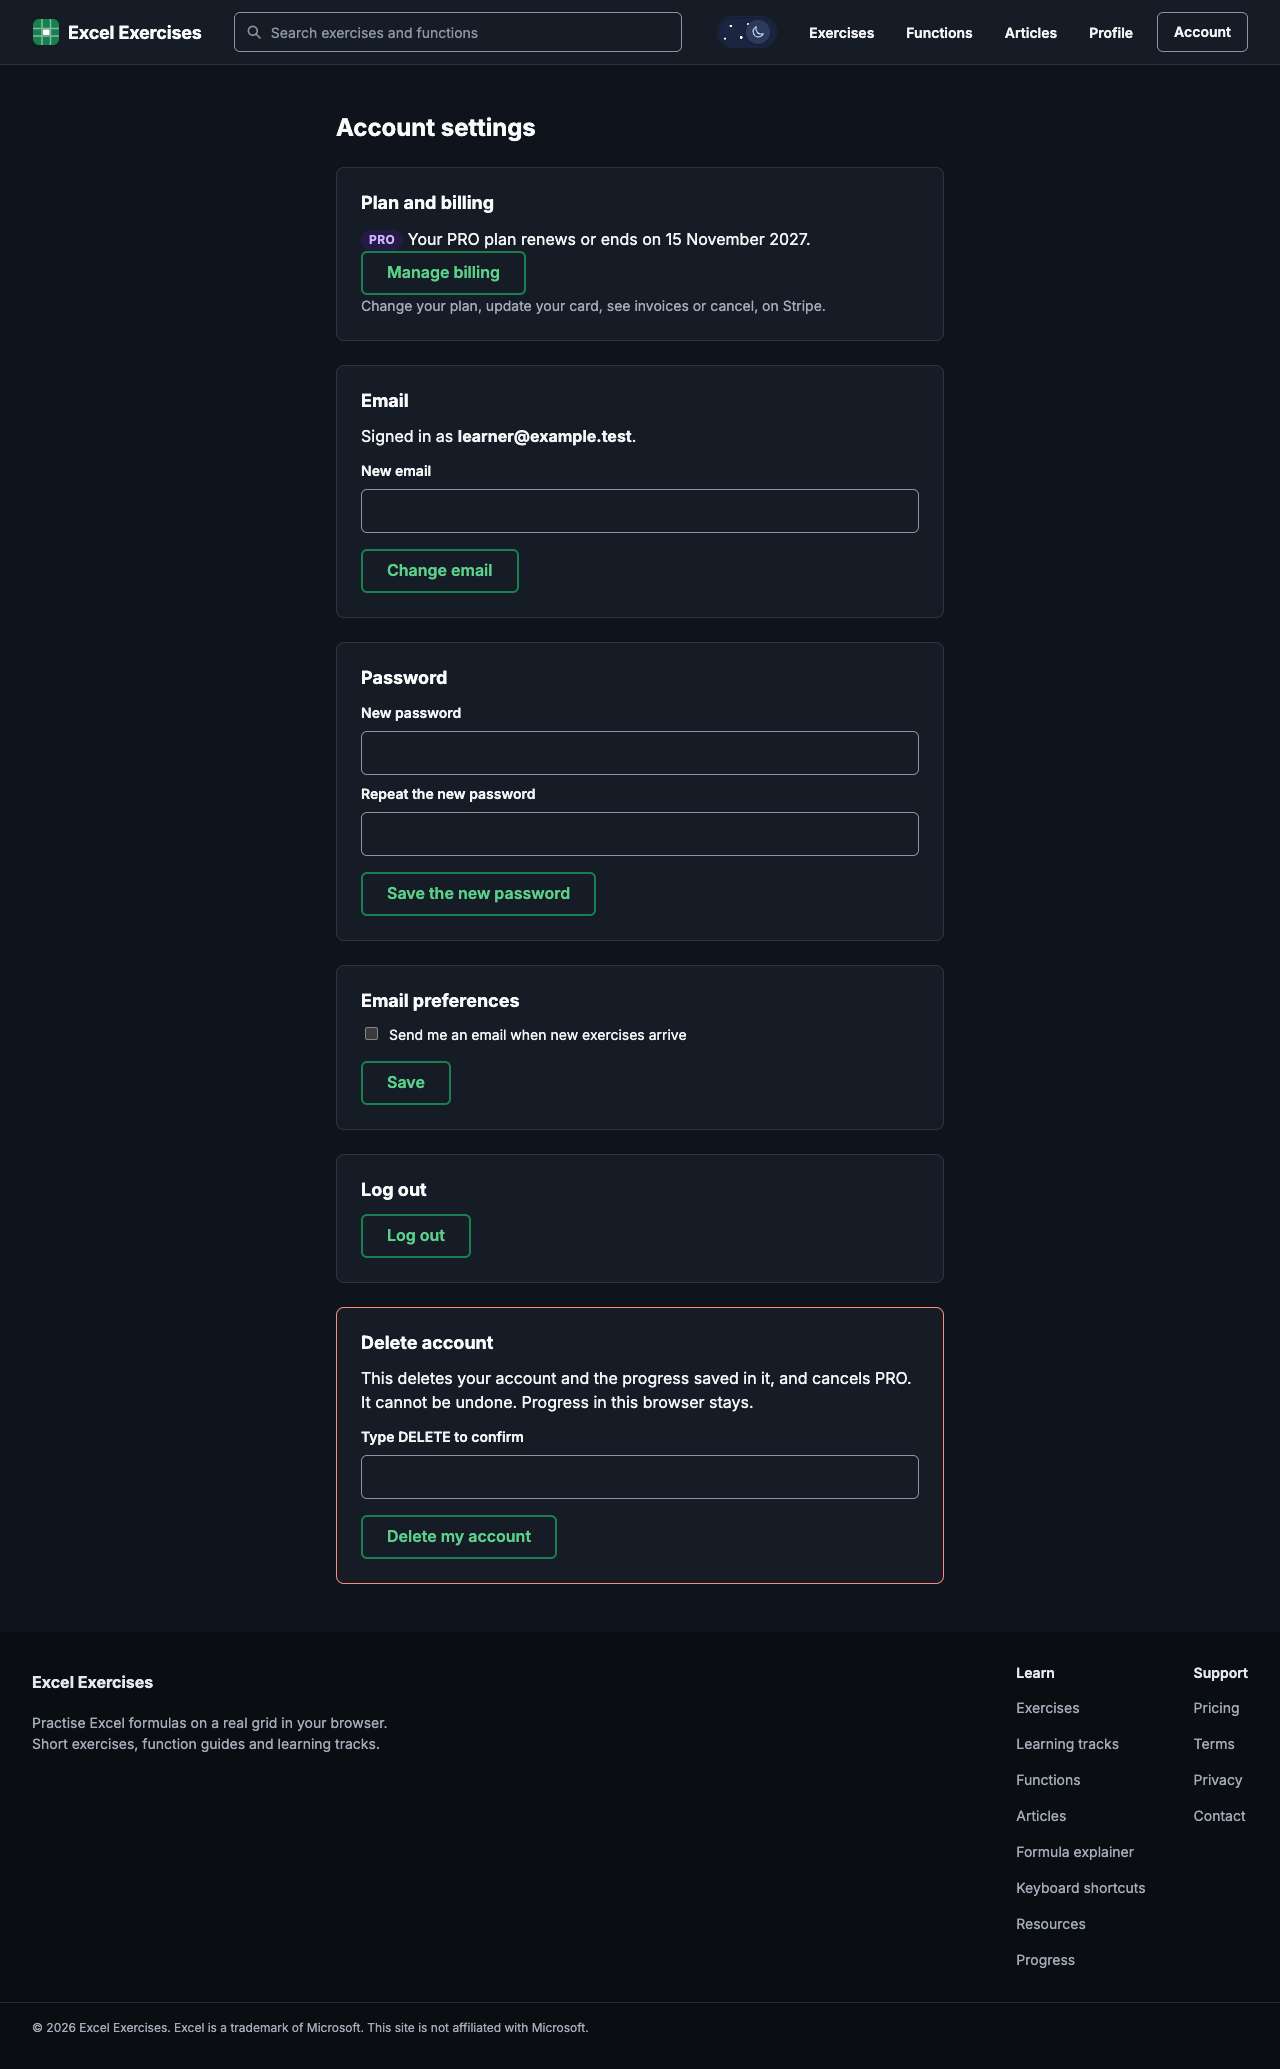 Excel Exercises
Search exercises and functions
Exercises
Functions
Articles
Profile
Account
Account settings
Plan and billing
PRO Your PRO plan renews or ends on 15 November 2027.
Manage billing
Change your plan, update your card, see invoices or cancel, on Stripe.
Email
Signed in as learner@example.test.
New email
Change email
Password
New password
Repeat the new password
Save the new password
Email preferences
Send me an email when new exercises arrive
Save
Log out
Log out
Delete account
This deletes your account and the progress saved in it, and cancels PRO.
It cannot be undone. Progress in this browser stays.
Type DELETE to confirm
Delete my account
Excel Exercises
Practise Excel formulas on a real grid in your browser.
Short exercises, function guides and learning tracks.
Learn
Exercises
Learning tracks
Functions
Articles
Formula explainer
Keyboard shortcuts
Resources
Progress
Support
Pricing
Terms
Privacy
Contact
© 2026 Excel Exercises. Excel is a trademark of Microsoft. This site is not affiliated with Microsoft.